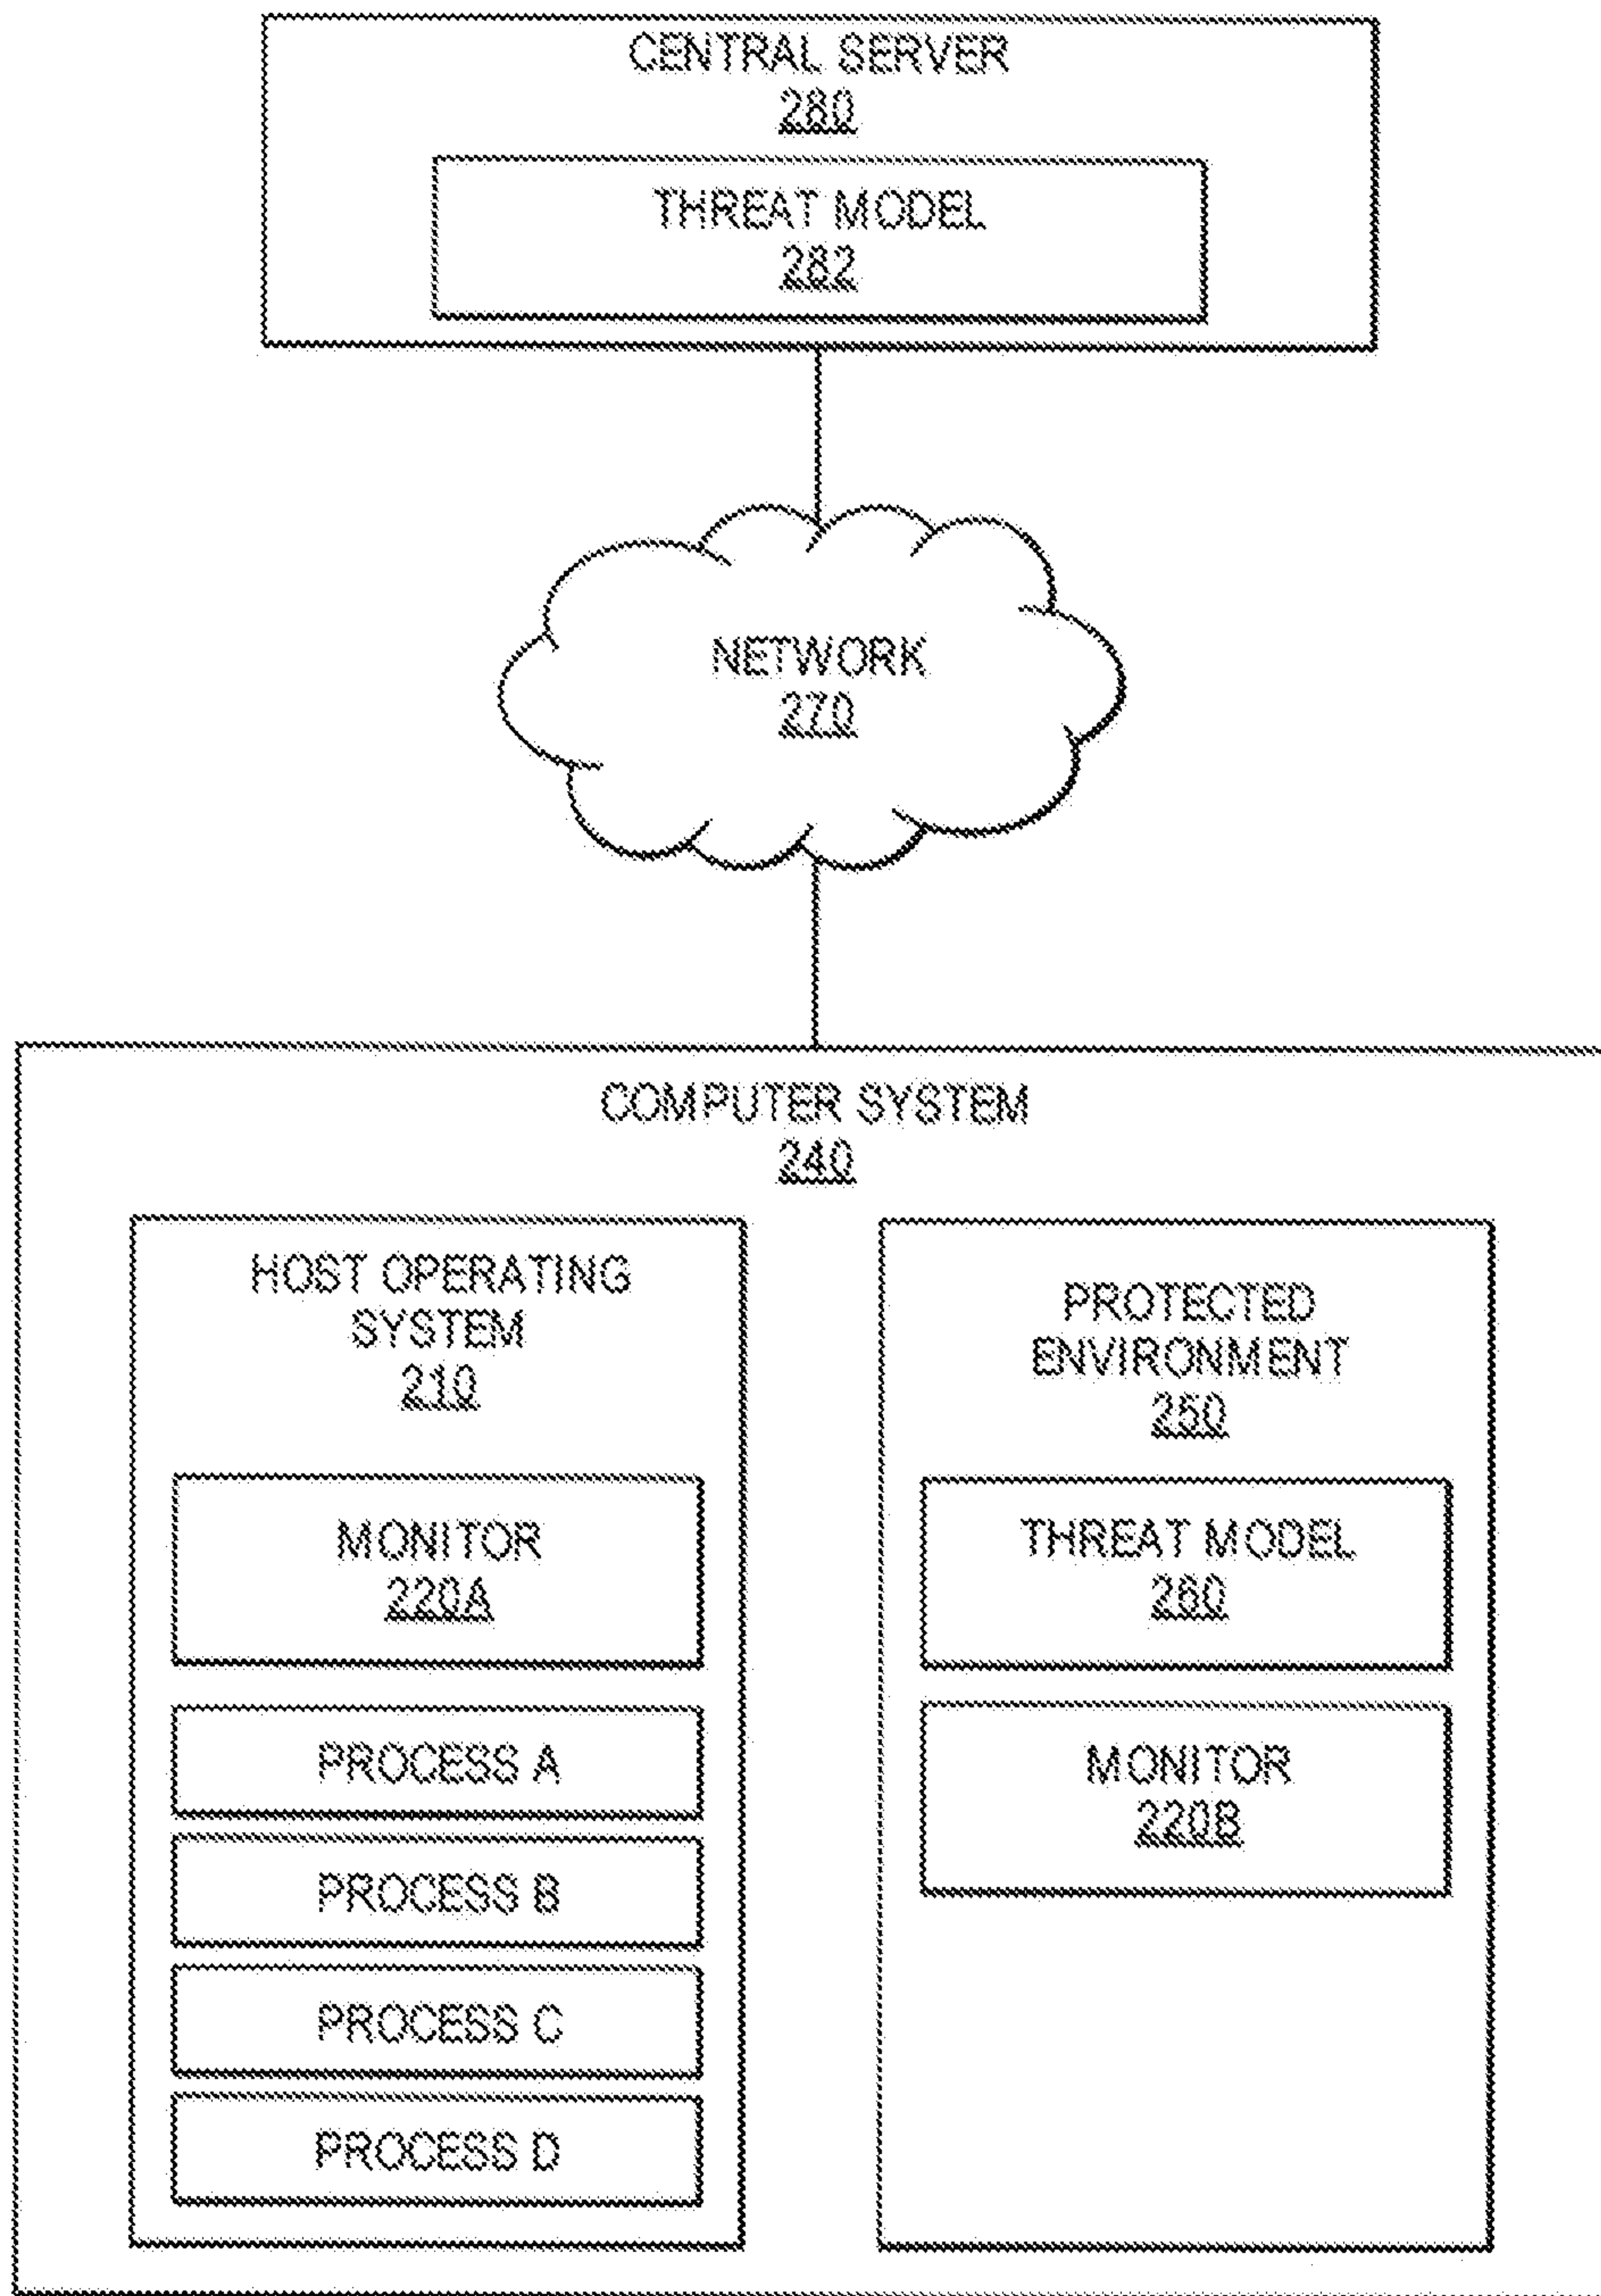 CENTRAL SERVER
280
THREAT MODEL
282
NETWORK
270
COMPUTER SYSTEM
240
HOST OPERATING
SYSTEM
210
MONITOR
220A
PROCESS A
PROCESS B
PROCESS C
PROCESS D
PROTECTED
ENVIRONMENT
250
THREAT MODEL
260
MONITOR
220B